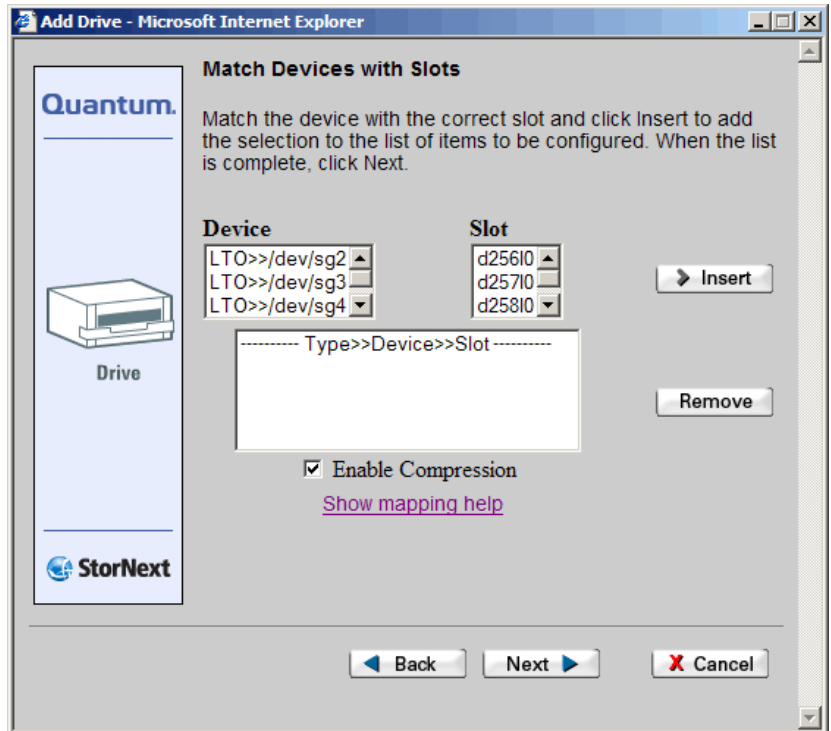 Add Drive - Microsoft Internet Explorer
Match Devices with Slots
Quantum.
Match the device with the correct slot and click Insert to add
the selection to the list of items to be configured. When the list
is complete, click Next.
Device Slot
LTO>>/dev/sg2 d256l0
LTO>>/dev/sg3 d257l0
LTO>>/dev/sg4 d258l0
Insert
---------- Type>>Device>>Slot ----------
Drive
Remove
Enable Compression
Show mapping help
StorNext
Back Next X Cancel